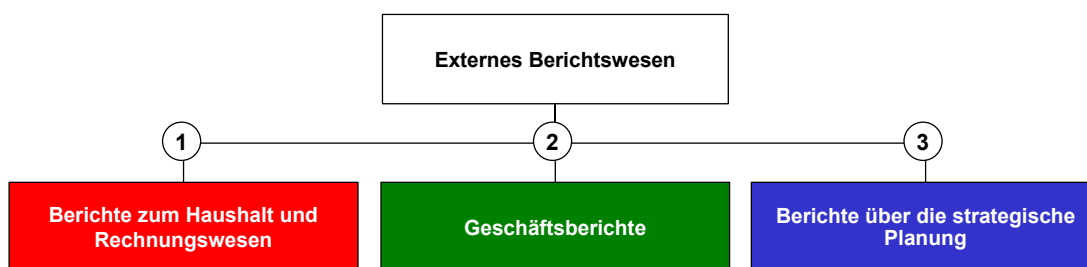 Externes Berichtswesen
1
2
3
Berichte zum Haushalt und
Rechnungswesen
Geschäftsberichte
Berichte über die strategische
Planung